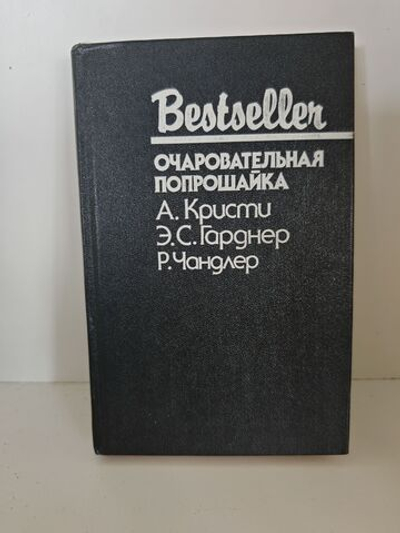 Bestseller
ОЧАРОВАТЕЛЬНАЯ
ПОПРОШАЙКА
А. Кристи
Э.С. Гарднер
Р. Чандлер